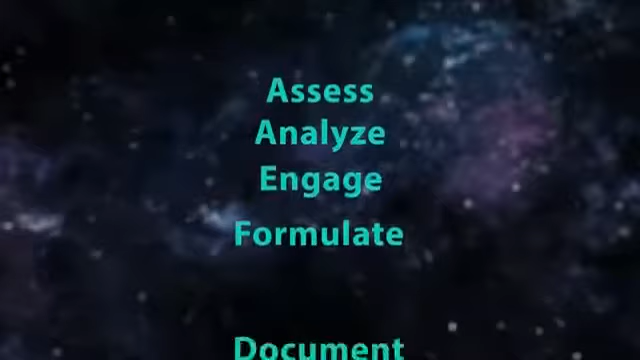 Assess
Analyze
Engage
Formulate
Document